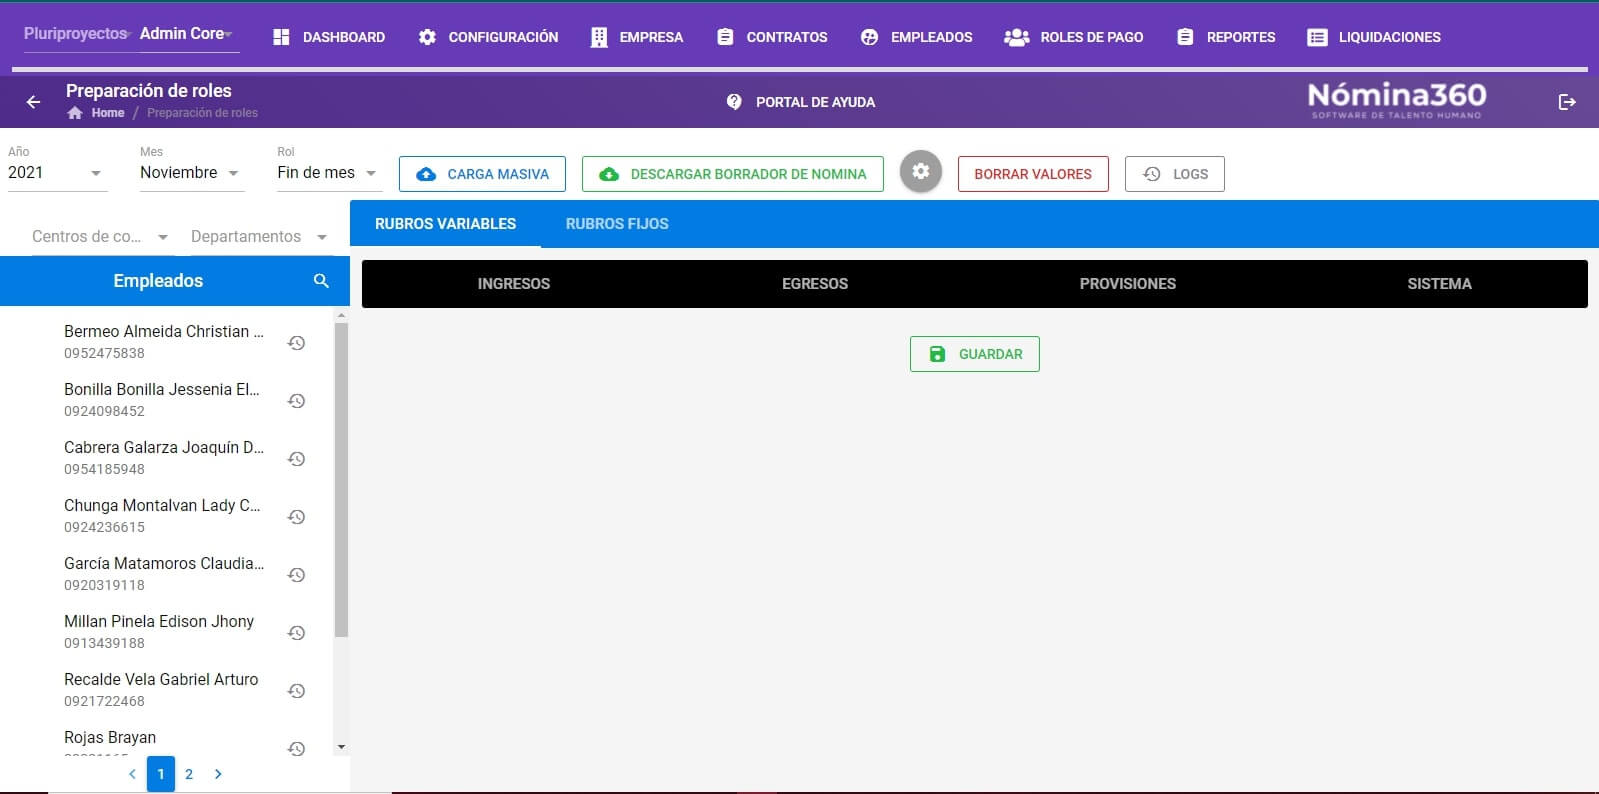 Pluriproyectos Admin Core DASHBOARD CONFIGURACIÓN EMPRESA CONTRATOS EMPLEADOS ROLES DE PAGO REPORTES LIQUIDACIONES
Preparación de roles
Home / Preparación de roles
PORTAL DE AYUDA
Nómina360
SOFTWARE DE TALENTO HUMANO
Año
2021
Mes
Noviembre
Rol
Fin de mes
CARGA MASIVA
DESCARGAR BORRADOR DE NOMINA
BORRAR VALORES
LOGS
Centros de co... Departamentos
RUBROS VARIABLES RUBROS FIJOS
Empleados
INGRESOS EGRESOS PROVISIONES SISTEMA
GUARDAR
Bermeo Almeida Christian ...
0952475838
Bonilla Bonilla Jessenia El...
0924098452
Cabrera Galarza Joaquín D...
0954185948
Chunga Montalvan Lady C...
0924236615
García Matamoros Claudia...
0920319118
Millan Pinela Edison Jhony
0913439188
Recalde Vela Gabriel Arturo
0921722468
Rojas Brayan
1 2